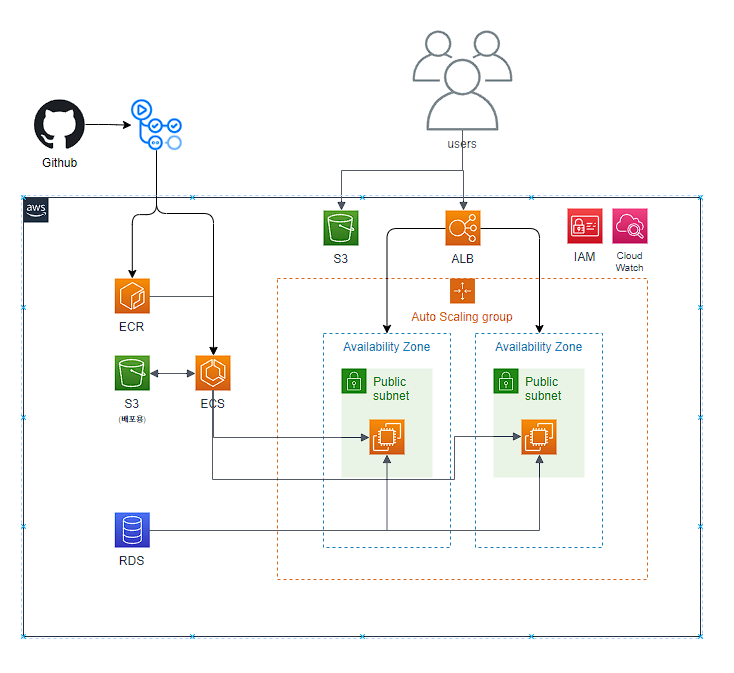 users
Github
aws
S3
ALB
IAM
Cloud
Watch
ECR
Auto Scaling group
Availability Zone
Availability Zone
Public
subnet
Public
subnet
S3
(배포용)
ECS
RDS